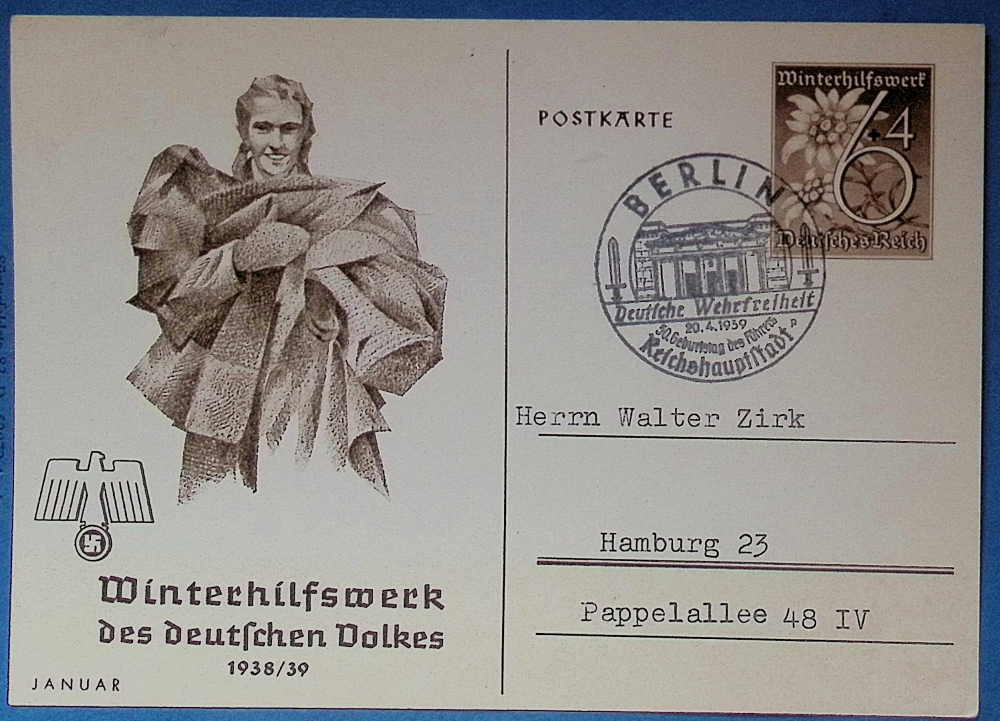 POSTKARTE
Winterhilfswerk
6+4
Deutsches Reich
BERLIN
Deutsche Wehrfreiheit
20.4.1939
50. Geburtstag des Führers
Reichshauptstadt
Herrn Walter Zirk
Hamburg 23
Pappelallee 48 IV
Winterhilfswerk
des deutſchen Volkes
1938/39
JANUAR